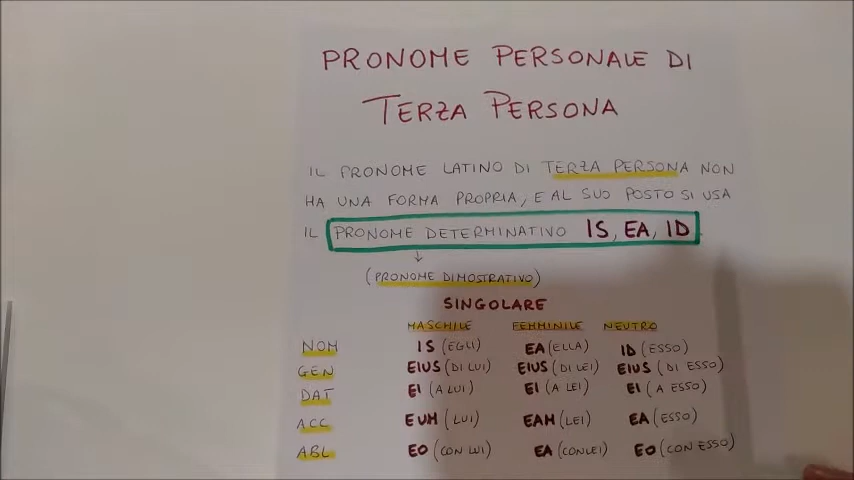 PRONOME PERSONALE DI
TERZA PERSONA
IL PRONOME LATINO DI TERZA PERSONA NON
HA UNA FORMA PROPRIA, E AL SUO POSTO SI USA
IL PRONOME DETERMINATIVO IS, EA, ID.
↓
(PRONOME DIMOSTRATIVO)
SINGOLARE
MASCHILE FEMMINILE NEUTRO
NOM IS (EGLI) EA (ELLA) ID (ESSO)
GEN EIUS (DI LUI) EIUS (DI LEI) EIUS (DI ESSO)
DAT EI (A LUI) EI (A LEI) EI (A ESSO)
ACC EUM (LUI) EAM (LEI) EA (ESSO)
ABL EO (CON LUI) EA (CON LEI) EO (CON ESSO)